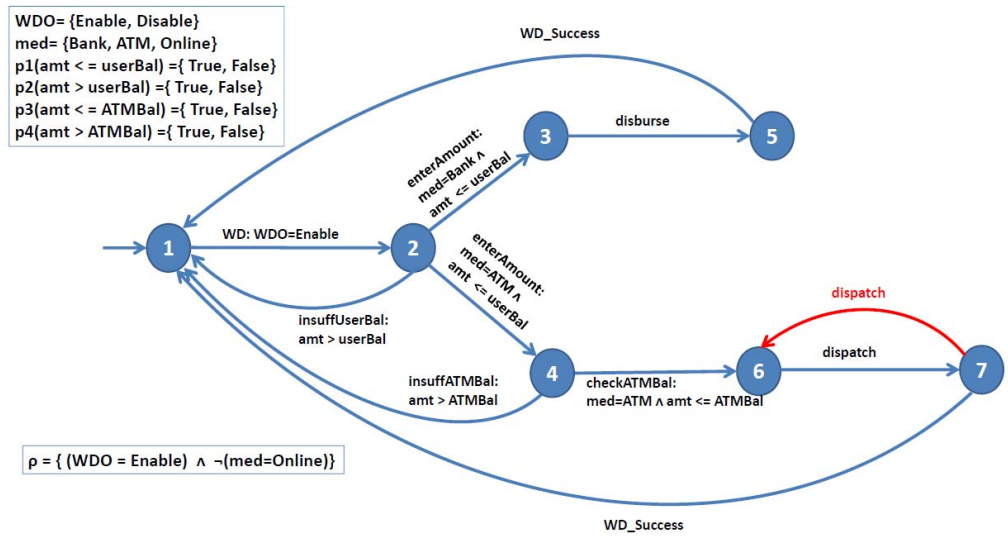 WDO= {Enable, Disable}
med= {Bank, ATM, Online}
p1(amt < = userBal) ={ True, False}
p2(amt > userBal) ={ True, False}
p3(amt <= ATMBal) ={ True, False}
p4(amt > ATMBal) ={ True, False}
WD_Success
enterAmount:
med=Bank ∧
amt <= userBal
3
disburse
5
1
WD: WDO=Enable
2
enterAmount:
med=ATM ∧
amt <= userBal
insuffUserBal:
amt > userBal
dispatch
insuffATMBal:
amt > ATMBal
4
checkATMBal:
med=ATM ∧ amt <= ATMBal
6
dispatch
7
ρ = { (WDO = Enable) ∧ ¬(med=Online)}
WD_Success